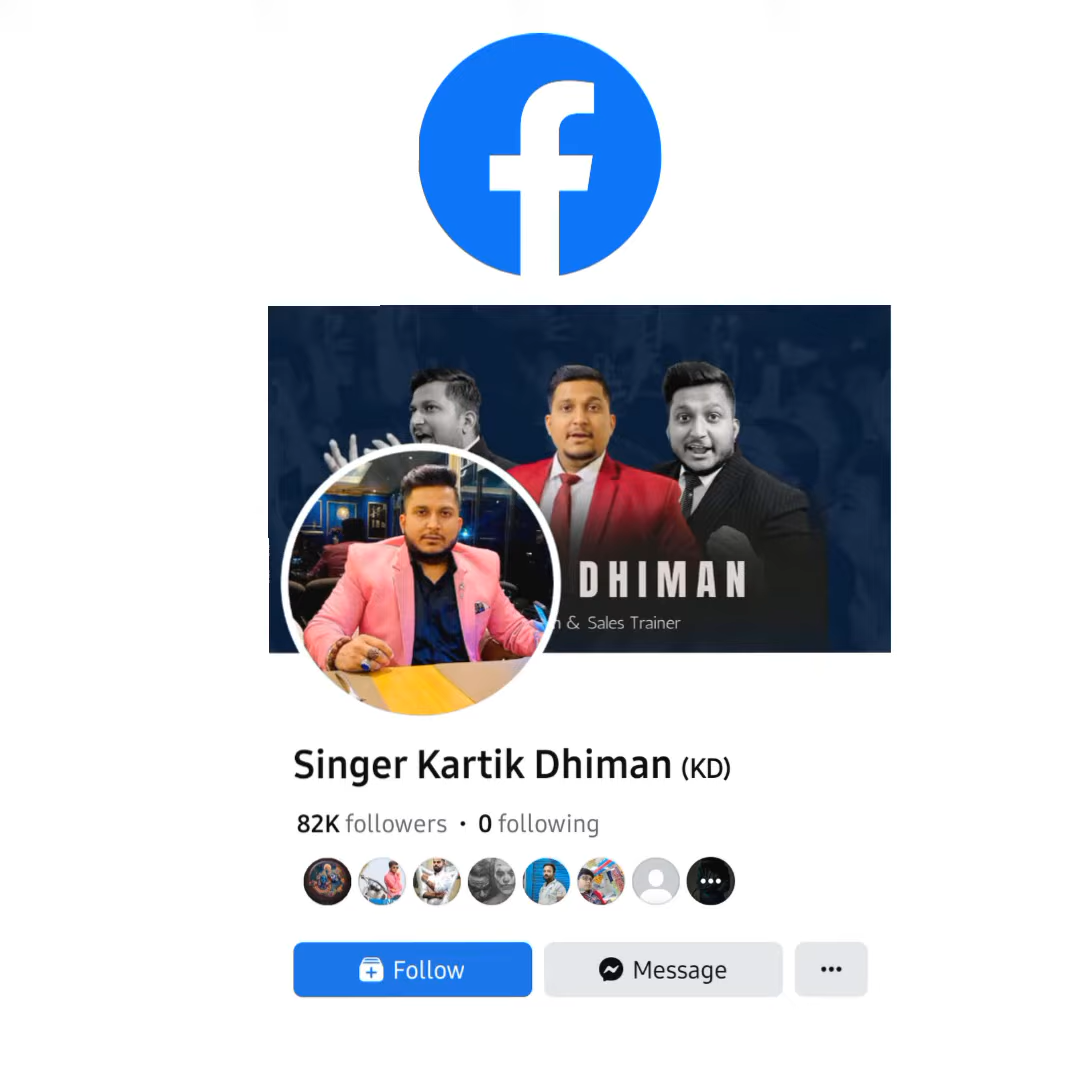 DHIMAN
& Sales Trainer
Singer Kartik Dhiman (KD)
82K followers • 0 following
Follow
Message